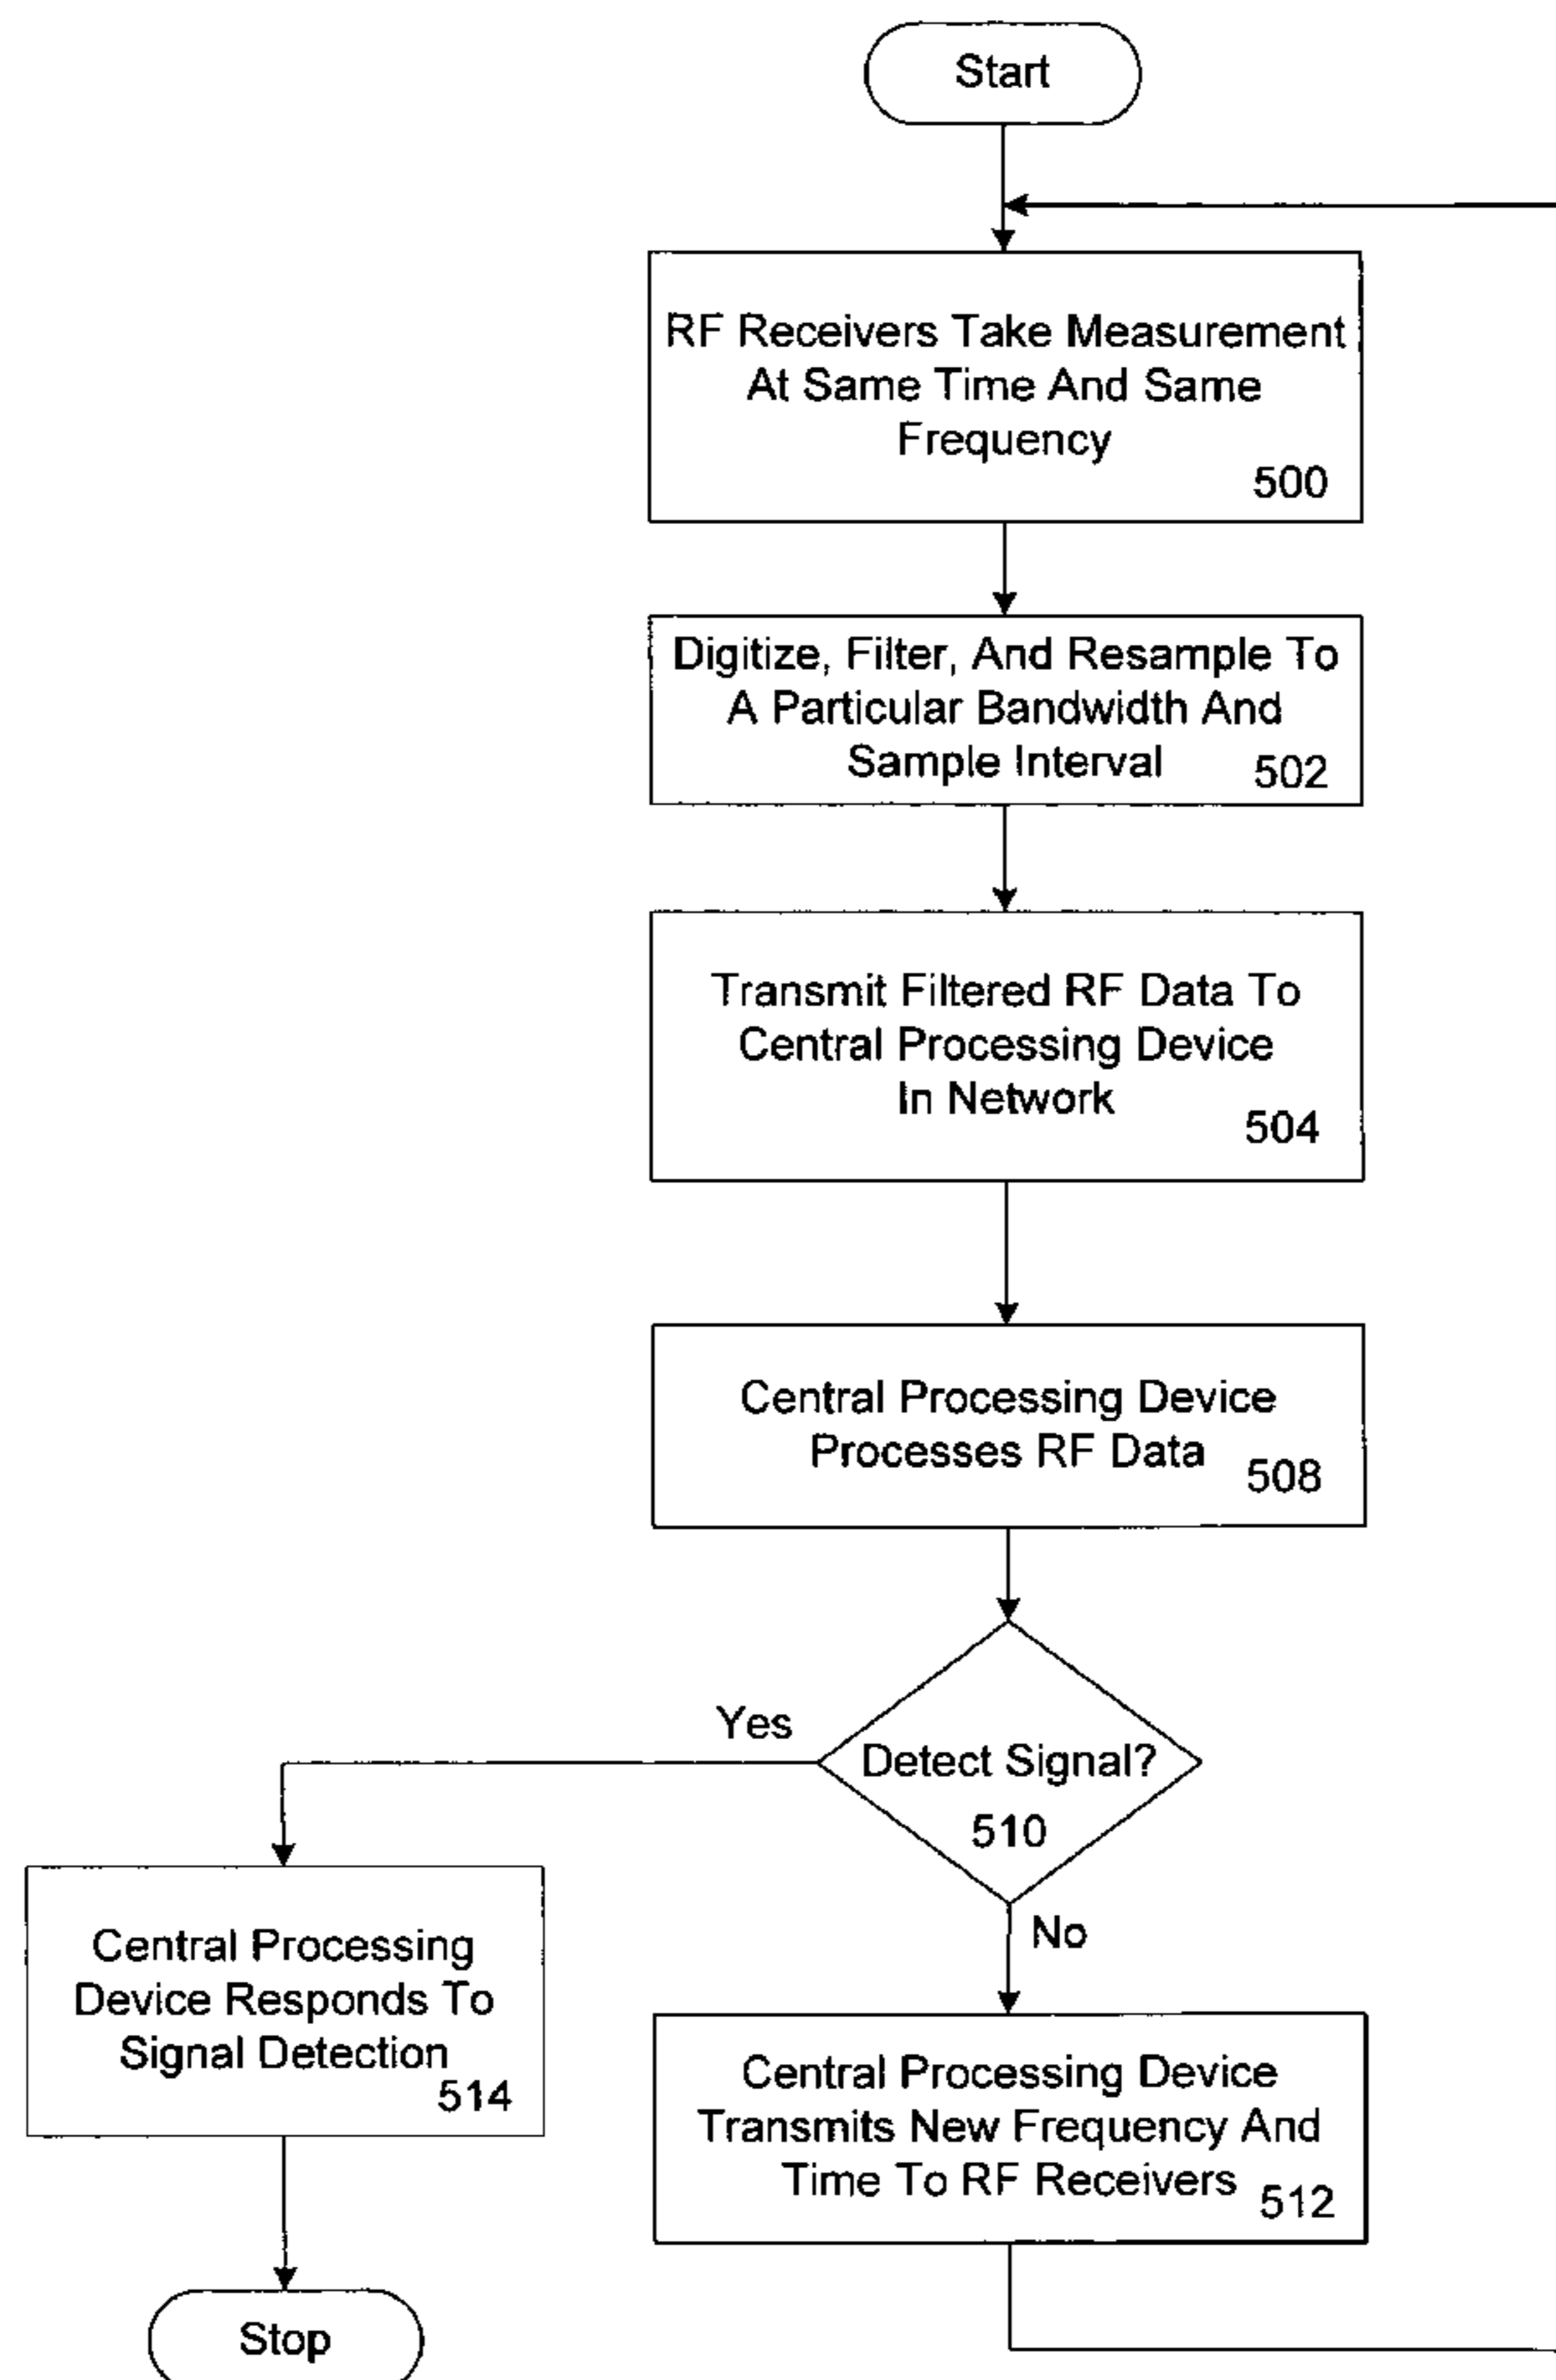 Start
RF Receivers Take Measurement
At Same Time And Same
Frequency
500
Digitize, Filter, And Resample To
A Particular Bandwidth And
Sample Interval
502
Transmit Filtered RF Data To
Central Processing Device
In Network
504
Central Processing Device
Processes RF Data
508
Yes
Detect Signal?
510
No
Central Processing
Device Responds To
Signal Detection
514
Central Processing Device
Transmits New Frequency And
Time To RF Receivers
512
Stop